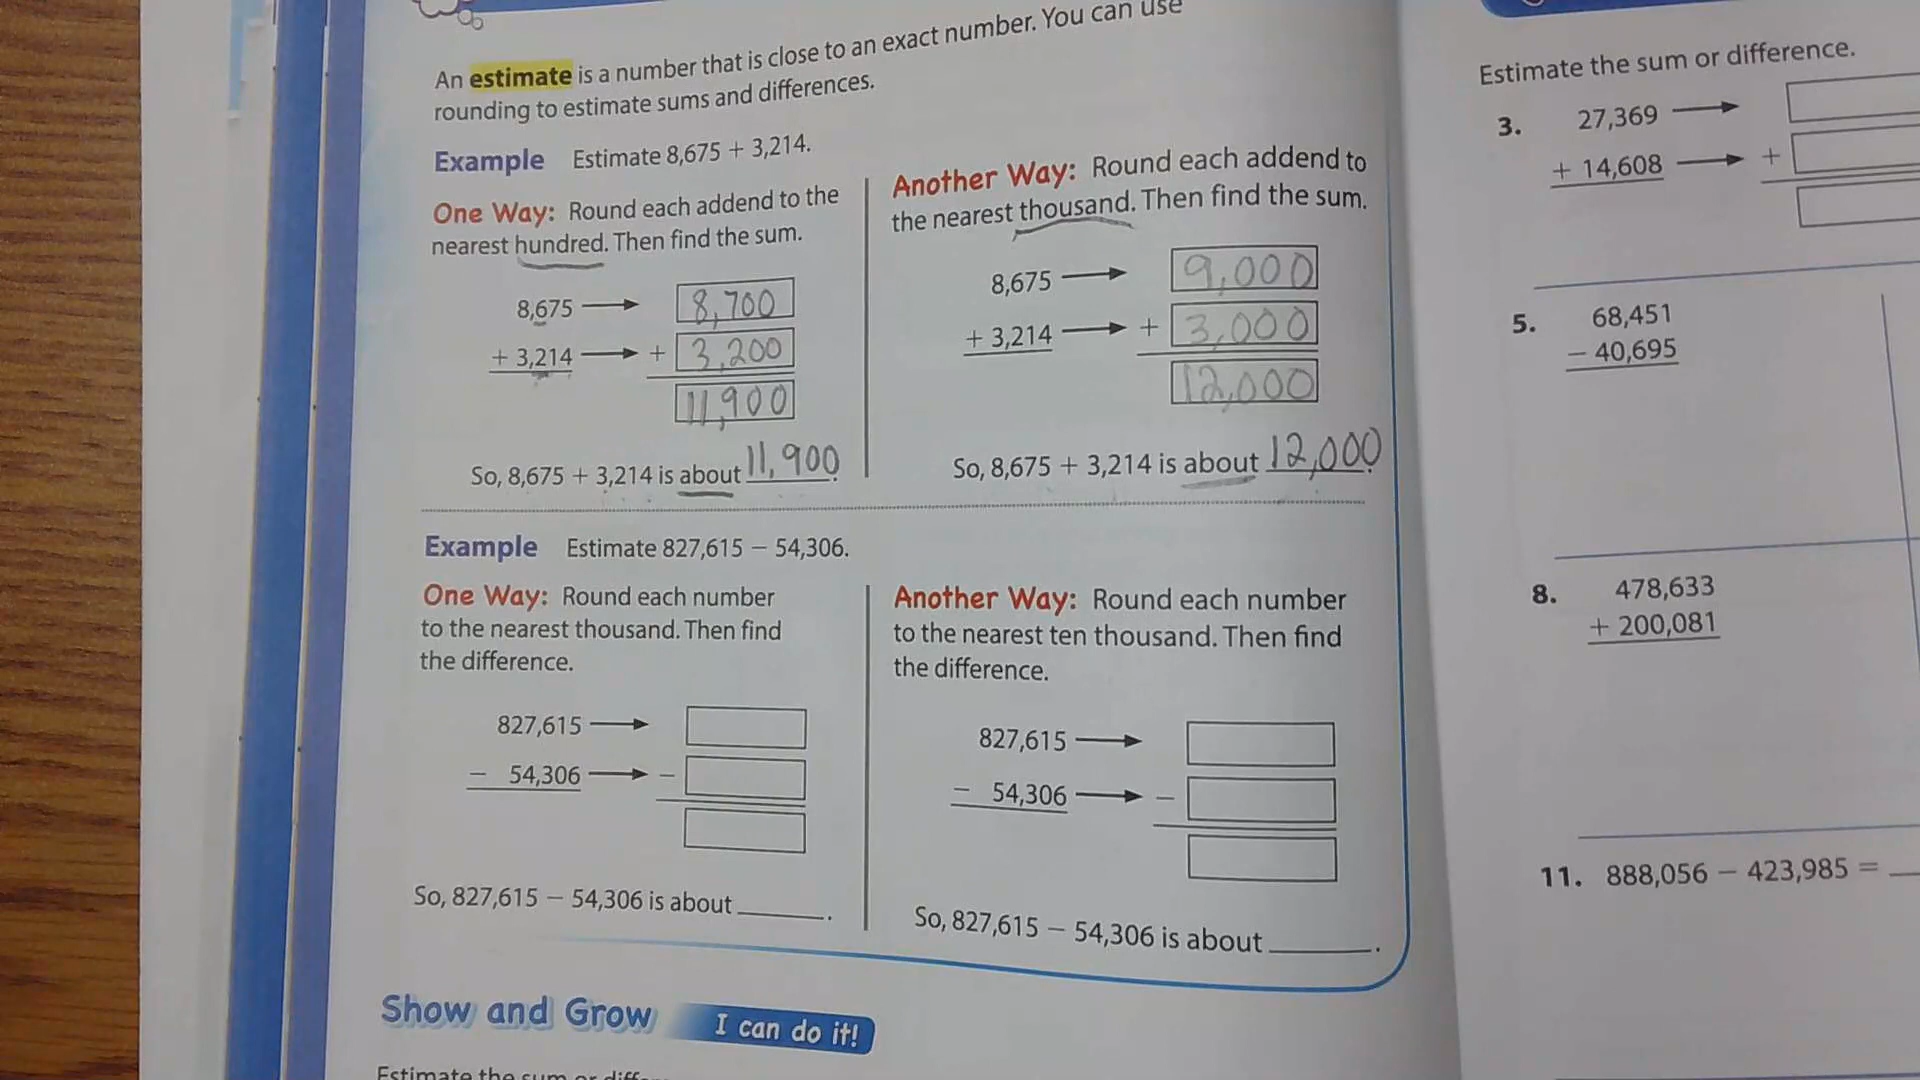 An estimate is a number that is close to an exact number. You can use
rounding to estimate sums and differences.
Example Estimate 8,675 + 3,214.
One Way: Round each addend to the
nearest hundred. Then find the sum.
8,675 → 8,700
+ 3,214 → + 3,200
11,900
So, 8,675 + 3,214 is about 11,900.
Another Way: Round each addend to
the nearest thousand. Then find the sum.
8,675 → 9,000
+ 3,214 → + 3,000
12,000
So, 8,675 + 3,214 is about 12,000.
Example Estimate 827,615 − 54,306.
One Way: Round each number
to the nearest thousand. Then find
the difference.
827,615 →
− 54,306 → −
So, 827,615 − 54,306 is about ______.
Another Way: Round each number
to the nearest ten thousand. Then find
the difference.
827,615 →
− 54,306 → −
So, 827,615 − 54,306 is about ______.
Show and Grow I can do it!
Estimate the sum or
Estimate the sum or difference.
3. 27,369 →
+ 14,608 → +
5. 68,451
− 40,695
8. 478,633
+ 200,081
11. 888,056 − 423,985 = __